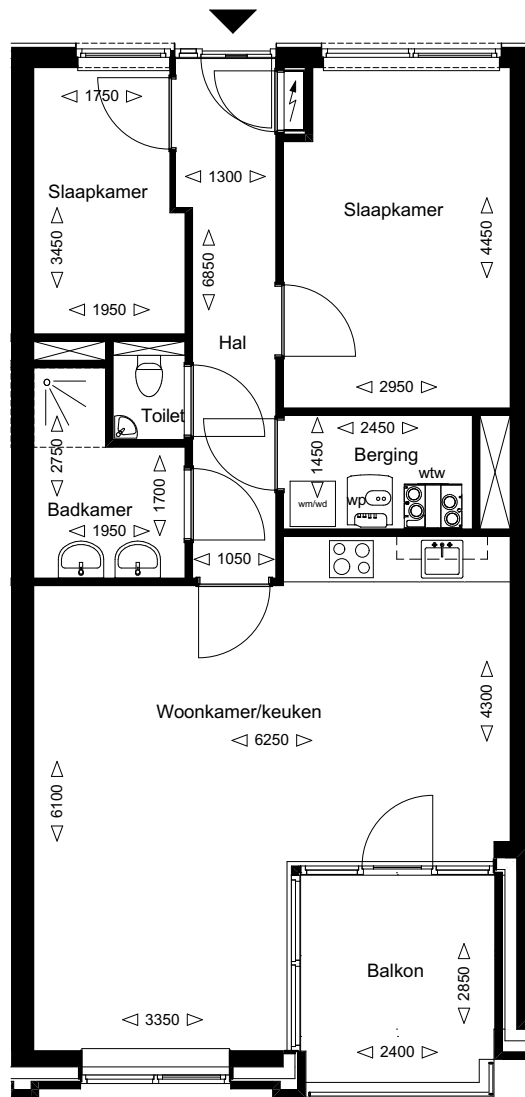 1750
1300
Slaapkamer
3450
6850
Slaapkamer
4450
1950
Hal
2950
Toilet
2750
1450
2450
Berging
wtw
wm/wd
wp
Badkamer
1700
1950
1050
Woonkamer/keuken
6250
4300
6100
Balkon
2850
3350
2400